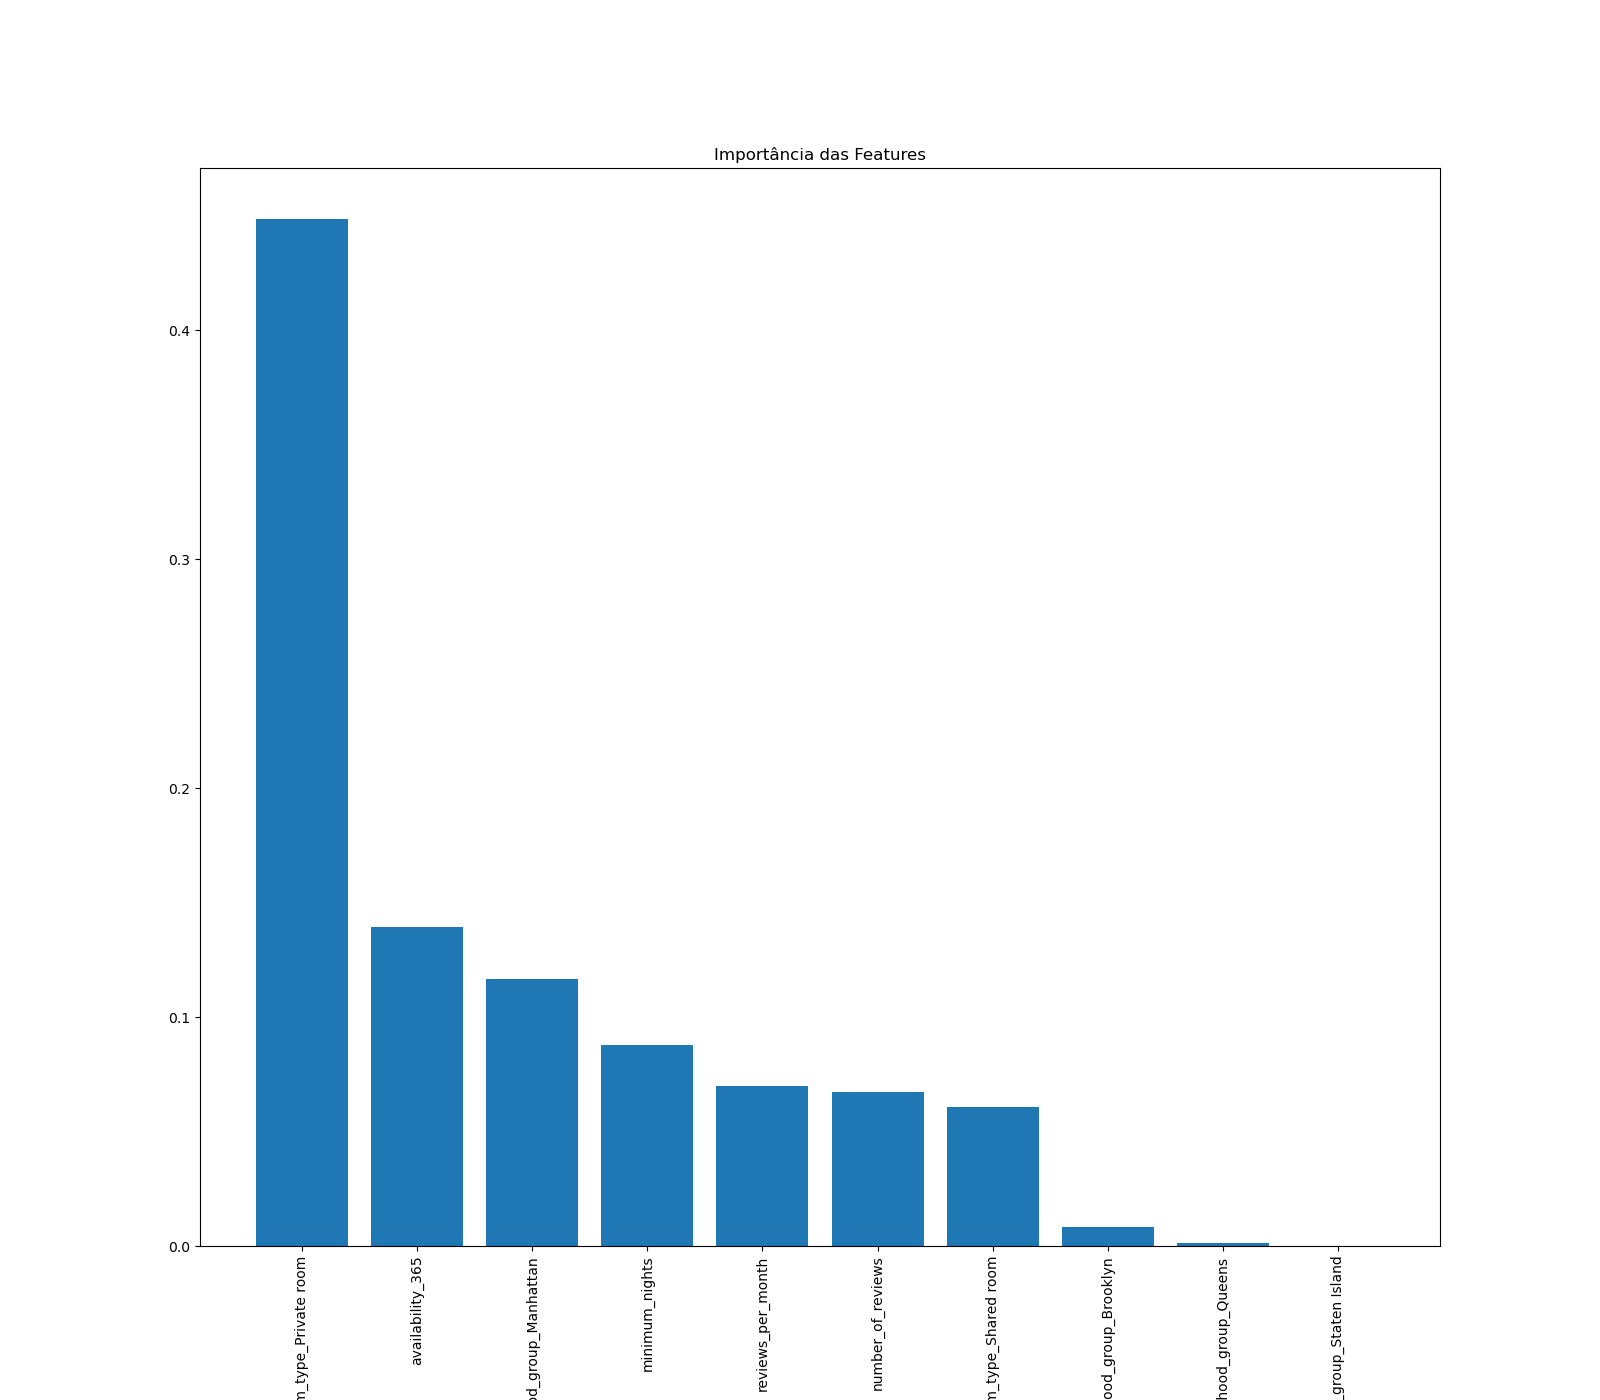 Importância das Features
0.4
0.3
0.2
0.1
0.0
m_type_Private room
availability_365
od_group_Manhattan
minimum_nights
reviews_per_month
number_of_reviews
m_type_Shared room
ood_group_Brooklyn
hood_group_Queens
_group_Staten Island